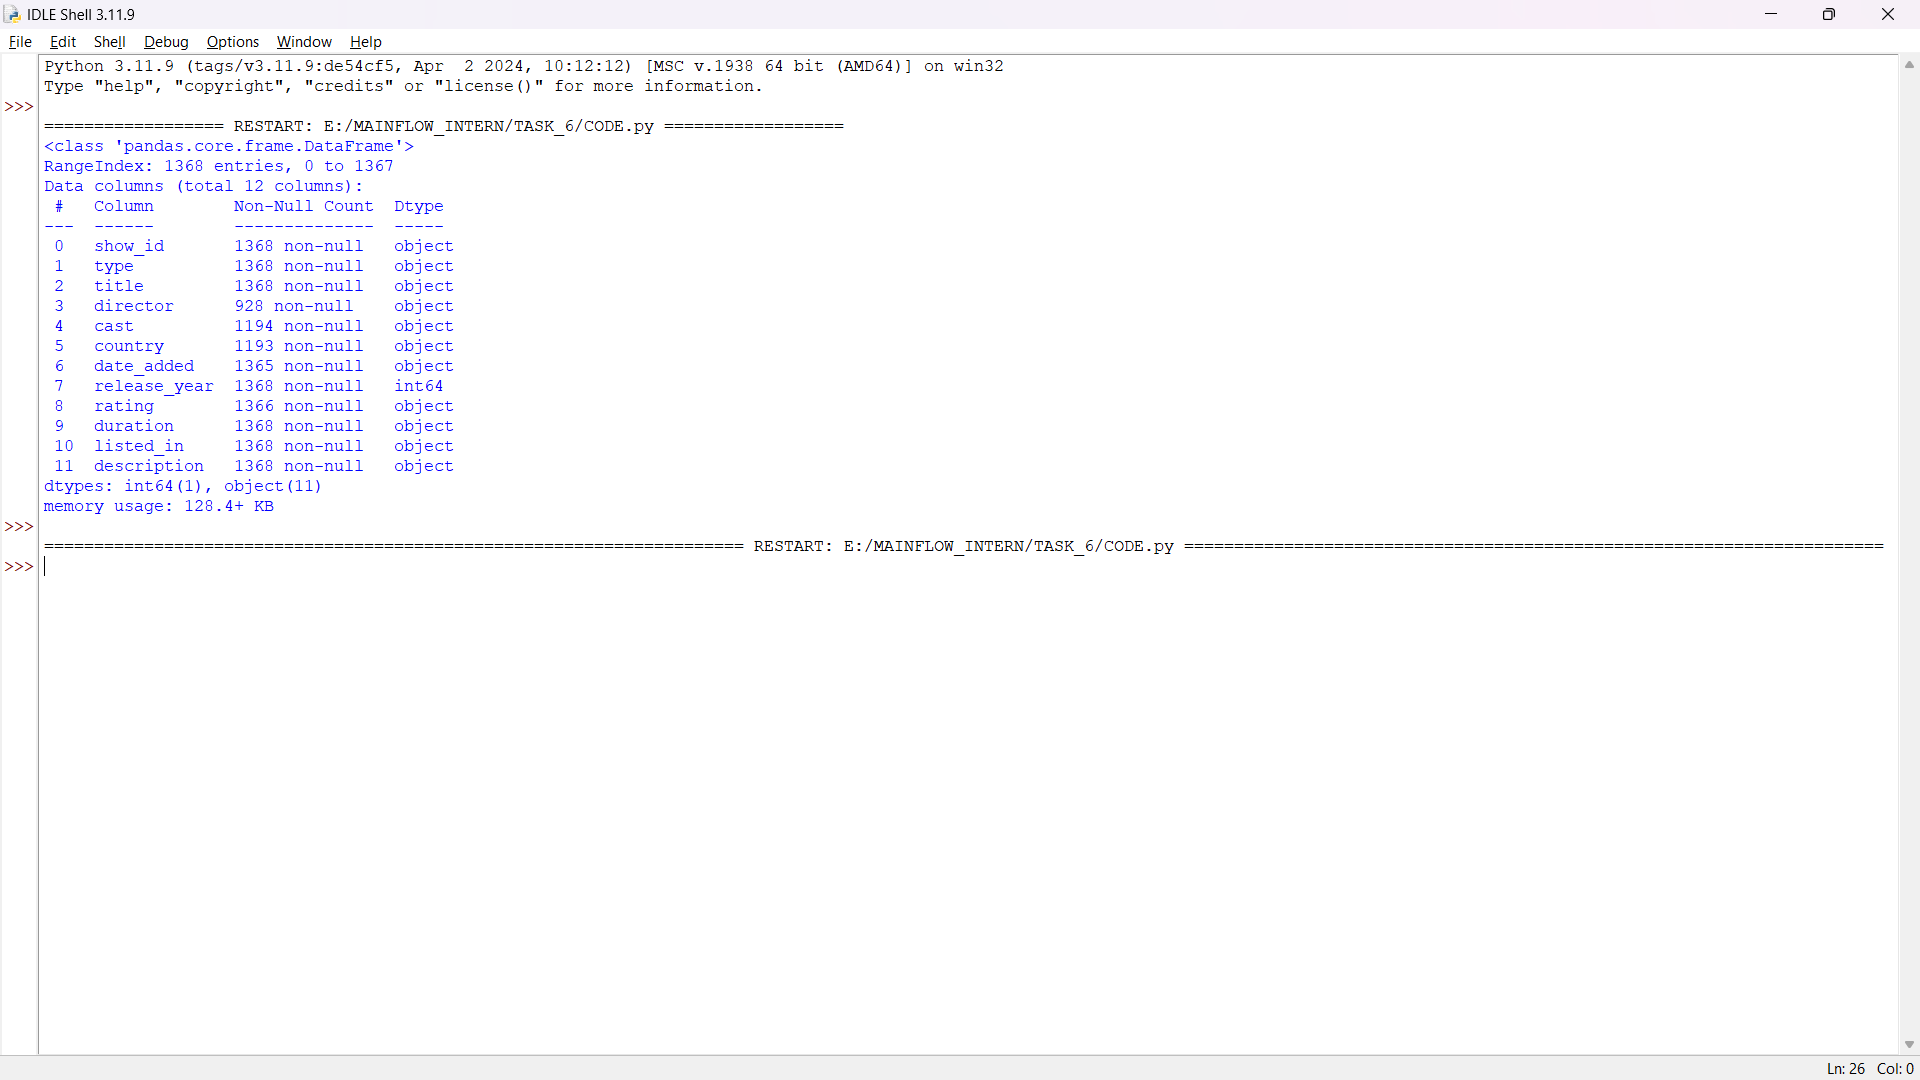 IDLE Shell 3.11.9
File Edit Shell Debug Options Window Help
Python 3.11.9 (tags/v3.11.9:de54cf5, Apr  2 2024, 10:12:12) [MSC v.1938 64 bit (AMD64)] on win32
Type "help", "copyright", "credits" or "license()" for more information.
>>>
================== RESTART: E:/MAINFLOW_INTERN/TASK_6/CODE.py ==================
<class 'pandas.core.frame.DataFrame'>
RangeIndex: 1368 entries, 0 to 1367
Data columns (total 12 columns):
 #   Column        Non-Null Count  Dtype
---  ------        --------------  -----
 0   show_id       1368 non-null   object
 1   type          1368 non-null   object
 2   title         1368 non-null   object
 3   director      928 non-null    object
 4   cast          1194 non-null   object
 5   country       1193 non-null   object
 6   date_added    1365 non-null   object
 7   release_year  1368 non-null   int64
 8   rating        1366 non-null   object
 9   duration      1368 non-null   object
 10  listed_in     1368 non-null   object
 11  description   1368 non-null   object
dtypes: int64(1), object(11)
memory usage: 128.4+ KB
>>>
====================================================================== RESTART: E:/MAINFLOW_INTERN/TASK_6/CODE.py ======================================================================
>>>
Ln: 26 Col: 0